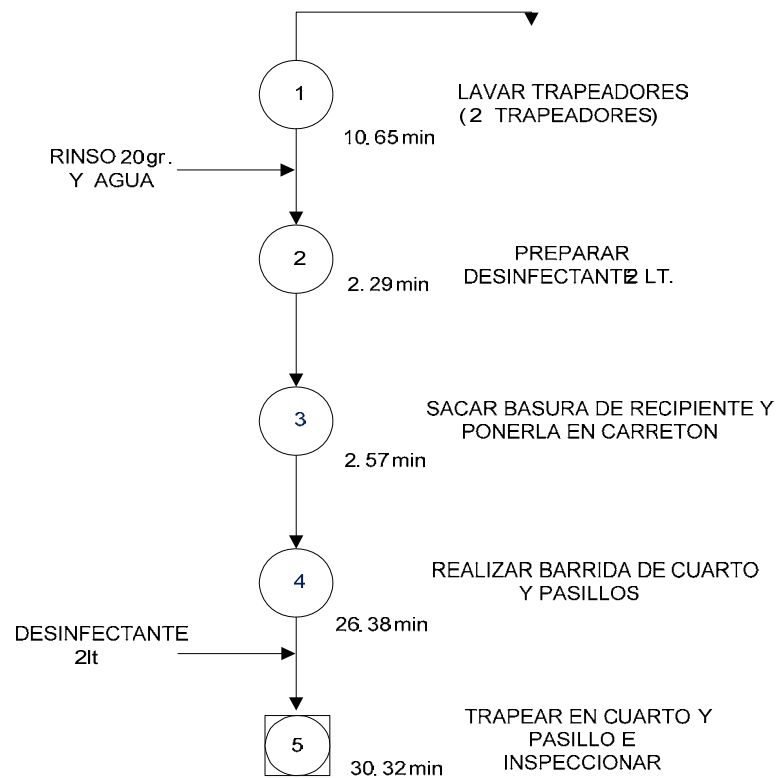 1
LAVAR TRAPEADORES
(2 TRAPEADORES)
10.65 min
RINSO 20gr.
Y AGUA
2
PREPARAR
DESINFECTANTE 2 LT.
2.29 min
3
SACAR BASURA DE RECIPIENTE Y
PONERLA EN CARRETON
2.57 min
4
REALIZAR BARRIDA DE CUARTO
Y PASILLOS
26.38 min
DESINFECTANTE
2lt
5
TRAPEAR EN CUARTO Y
PASILLO E
INSPECCIONAR
30.32 min